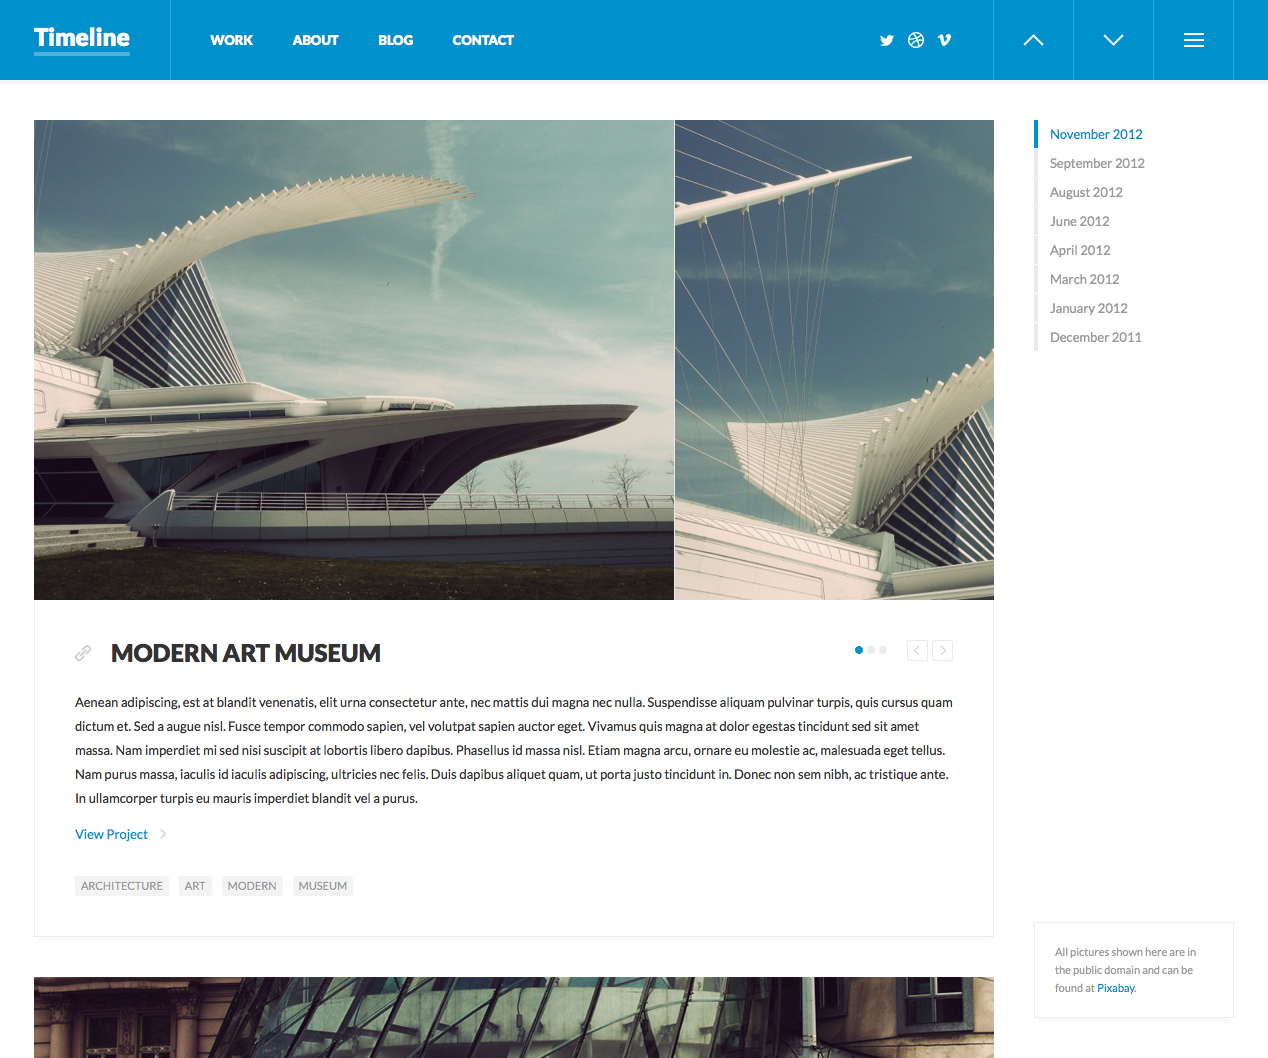 Timeline
WORK ABOUT BLOG CONTACT
November 2012
September 2012
August 2012
June 2012
April 2012
March 2012
January 2012
December 2011
MODERN ART MUSEUM
Aenean adipiscing, est at blandit venenatis, elit urna consectetur ante, nec mattis dui magna nec nulla. Suspendisse aliquam pulvinar turpis, quis cursus quam
dictum et. Sed a augue nisl. Fusce tempor commodo sapien, vel volutpat sapien auctor eget. Vivamus quis magna at dolor egestas tincidunt sed sit amet
massa. Nam imperdiet mi sed nisi suscipit at lobortis libero dapibus. Phasellus id massa nisl. Etiam magna arcu, ornare eu molestie ac, malesuada eget tellus.
Nam purus massa, iaculis id iaculis adipiscing, ultricies nec felis. Duis dapibus aliquet quam, ut porta justo tincidunt in. Donec non sem nibh, ac tristique ante.
In ullamcorper turpis eu mauris imperdiet blandit vel a purus.
View Project
ARCHITECTURE ART MODERN MUSEUM
All pictures shown here are in
the public domain and can be
found at Pixabay.